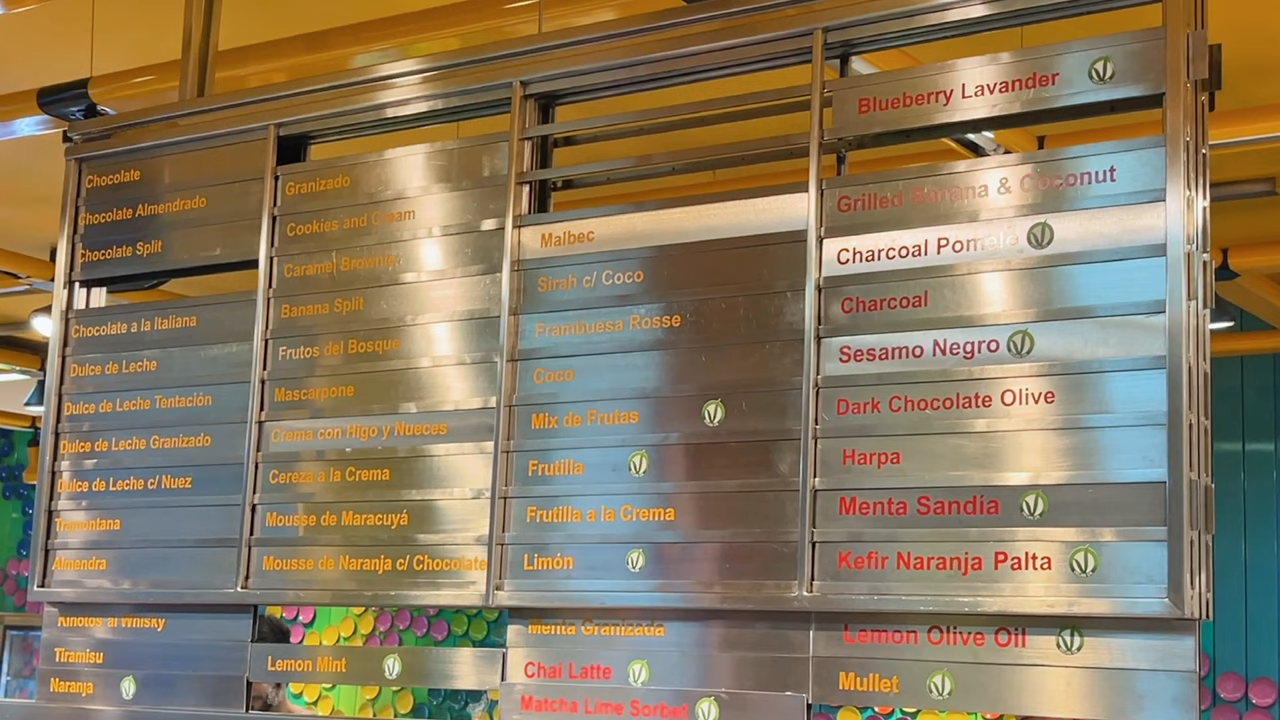 Chocolate
Chocolate Almendrado
Chocolate Split
Chocolate a la Italiana
Dulce de Leche
Dulce de Leche Tentación
Dulce de Leche Granizado
Dulce de Leche c/ Nuez
Tramontana
Almendra
Kinotos al Whisky
Tiramisu
Naranja
Granizado
Cookies and Cream
Caramel Brownie
Banana Split
Frutos del Bosque
Mascarpone
Crema con Higo y Nueces
Cereza a la Crema
Mousse de Maracuyá
Mousse de Naranja c/ Chocolate
Lemon Mint
Malbec
Sirah c/ Coco
Frambuesa Rosse
Coco
Mix de Frutas
Frutilla
Frutilla a la Crema
Limón
Menta Granizada
Chai Latte
Matcha Lime Sorbet
Blueberry Lavander
Grilled Banana & Coconut
Charcoal Pomelo
Charcoal
Sesamo Negro
Dark Chocolate Olive
Harpa
Menta Sandía
Kefir Naranja Palta
Lemon Olive Oil
Mullet